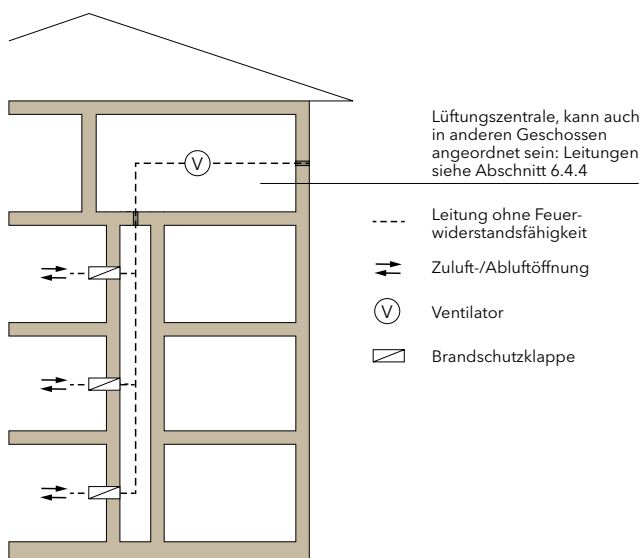 Lüftungszentrale, kann auch
in anderen Geschossen
angeordnet sein: Leitungen
siehe Abschnitt 6.4.4
V
Leitung ohne Feuer-
widerstandsfähigkeit
Zuluft-/Abluftöffnung
V
Ventilator
Brandschutzklappe